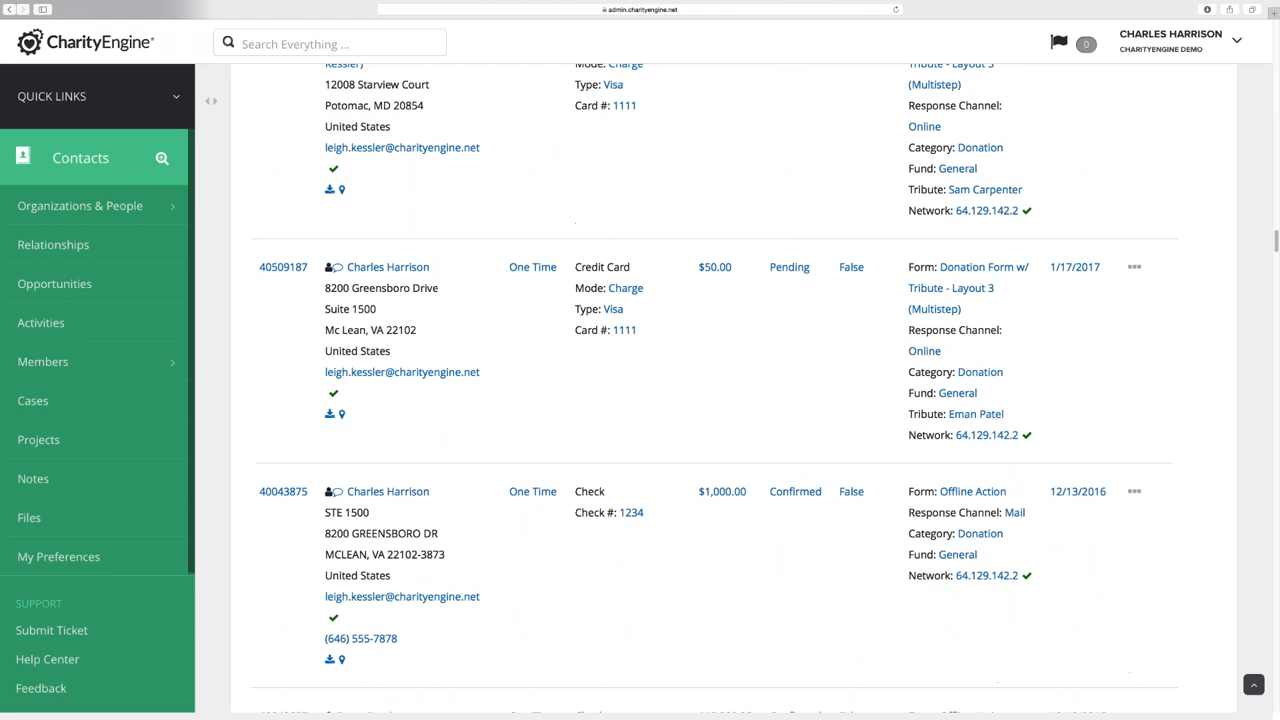 admin.charityengine.net
CharityEngine
Search Everything ...
0
CHARLES HARRISON
CHARITYENGINE DEMO
QUICK LINKS
Contacts
Organizations & People
Relationships
Opportunities
Activities
Members
Cases
Projects
Notes
Files
My Preferences
SUPPORT
Submit Ticket
Help Center
Feedback
Kessler)
12008 Starview Court
Potomac, MD 20854
United States
leigh.kessler@charityengine.net
Mode: Charge
Type: Visa
Card #: 1111
Tribute - Layout 3
(Multistep)
Response Channel:
Online
Category: Donation
Fund: General
Tribute: Sam Carpenter
Network: 64.129.142.2
40509187
Charles Harrison
8200 Greensboro Drive
Suite 1500
Mc Lean, VA 22102
United States
leigh.kessler@charityengine.net
One Time
Credit Card
Mode: Charge
Type: Visa
Card #: 1111
$50.00
Pending
False
Form: Donation Form w/
Tribute - Layout 3
(Multistep)
Response Channel:
Online
Category: Donation
Fund: General
Tribute: Eman Patel
Network: 64.129.142.2
1/17/2017
40043875
Charles Harrison
STE 1500
8200 GREENSBORO DR
MCLEAN, VA 22102-3873
United States
leigh.kessler@charityengine.net
(646) 555-7878
One Time
Check
Check #: 1234
$1,000.00
Confirmed
False
Form: Offline Action
Response Channel: Mail
Category: Donation
Fund: General
Network: 64.129.142.2
12/13/2016